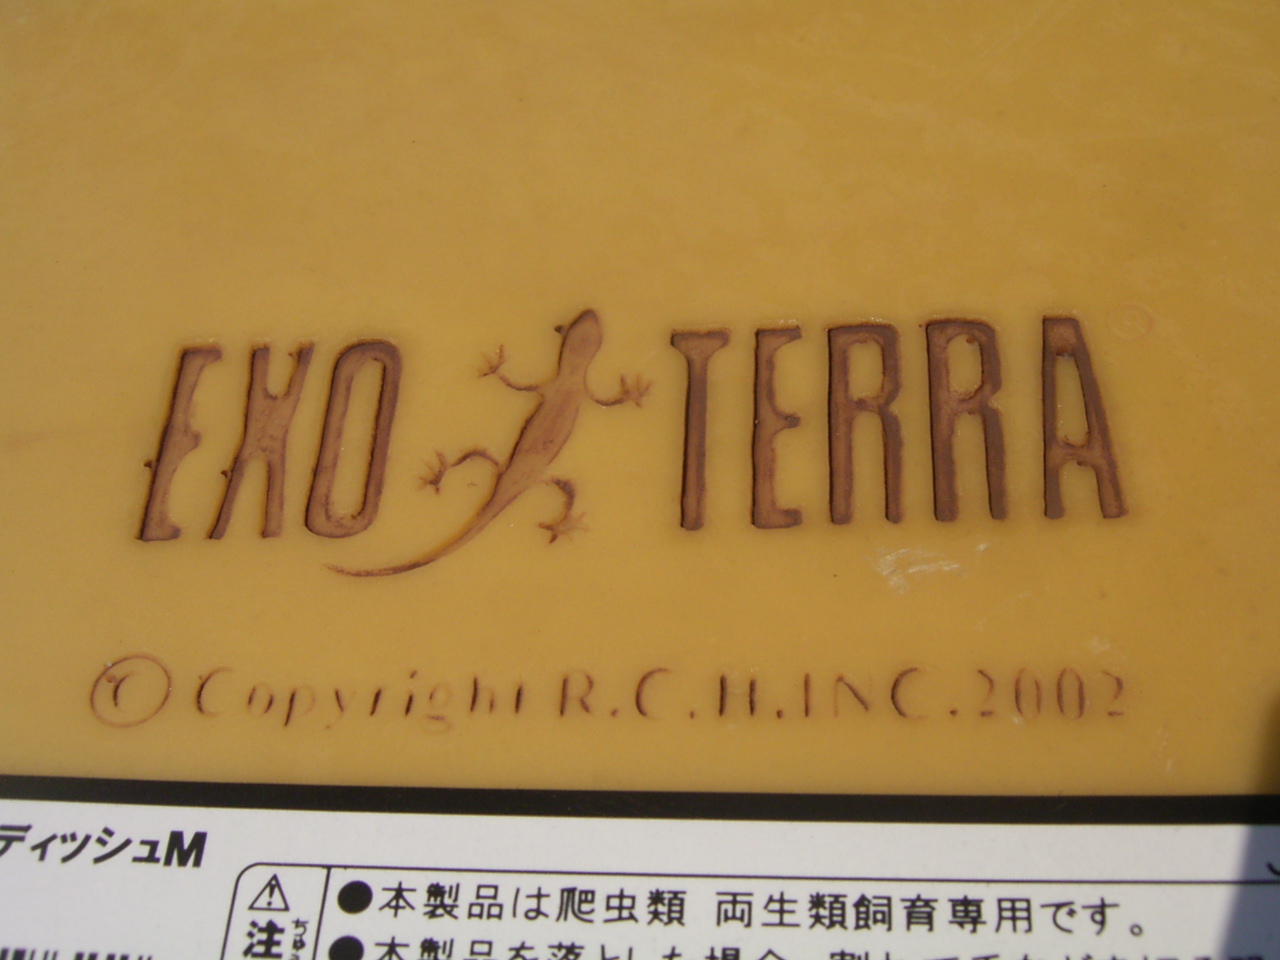 EXO TERRA ®
© Copyright R.C.H.INC.2002
ディッシュM
⚠ ●本製品は爬虫類 両生類飼育専用です。
注